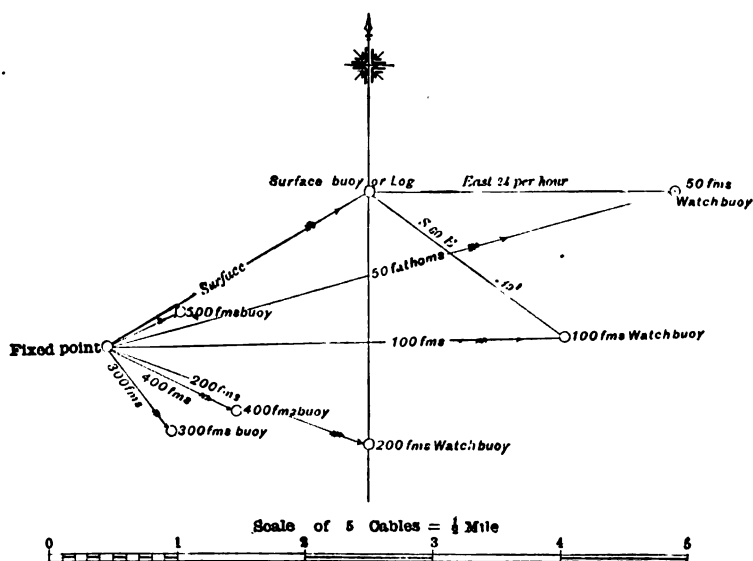 Surface buoy or Log
East 2¼ per hour
50 fms
Watch buoy
S 60 E
Surface
50 fathoms
500 fms buoy
Fixed point
100 fms
100 fms Watch buoy
300 fms
400 fms
200 fms
400 fms buoy
300 fms buoy
200 fms Watch buoy
Scale of 5 Cables = ½ Mile
0 1 2 3 4 5